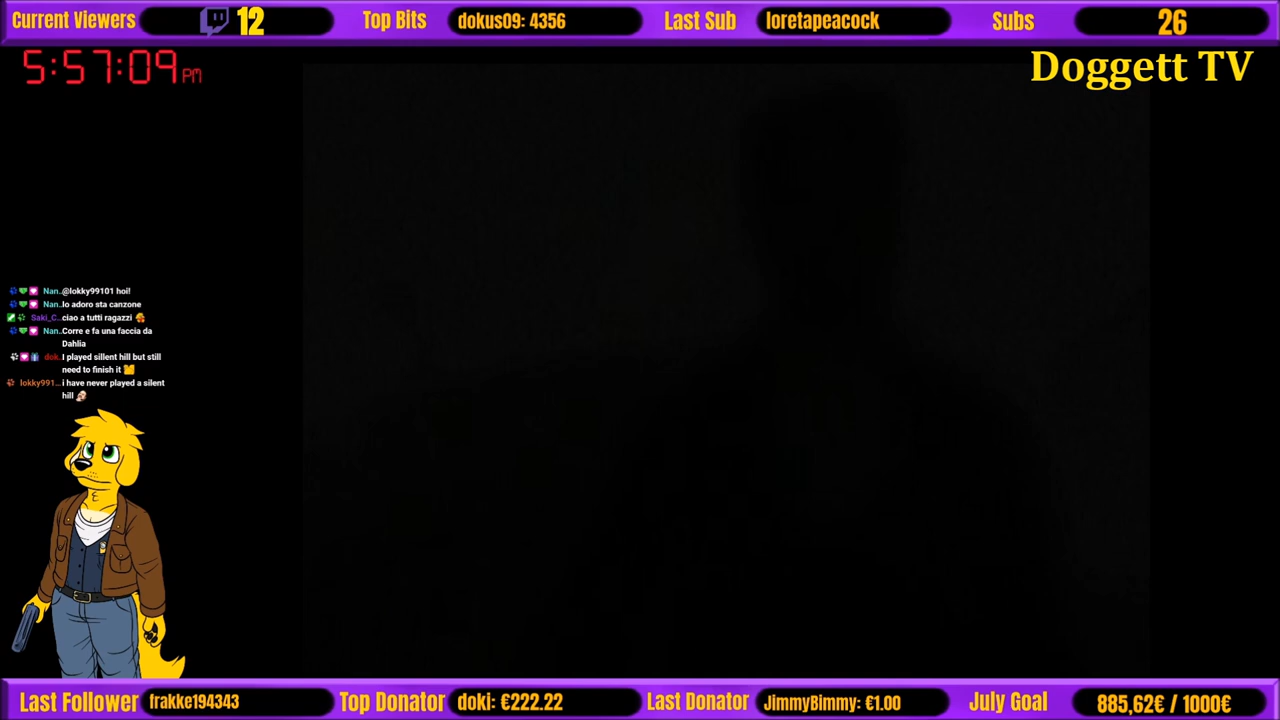 Current Viewers 12 Top Bits dokus09: 4356 Last Sub loretapeacock Subs 26
5:57:09 PM
Doggett TV
Nan.. @lokky99101 hoi!
Nan.. Io adoro sta canzone
Saki_C.. ciao a tutti ragazzi
Nan.. Corre e fa una faccia da
Dahlia
dok.. I played sillent hill but still
need to finish it
lokky991.. i have never played a silent
hill
Last Follower frakke194343 Top Donator doki: €222.22 Last Donator JimmyBimmy: €1.00 July Goal 885,62€ / 1000€